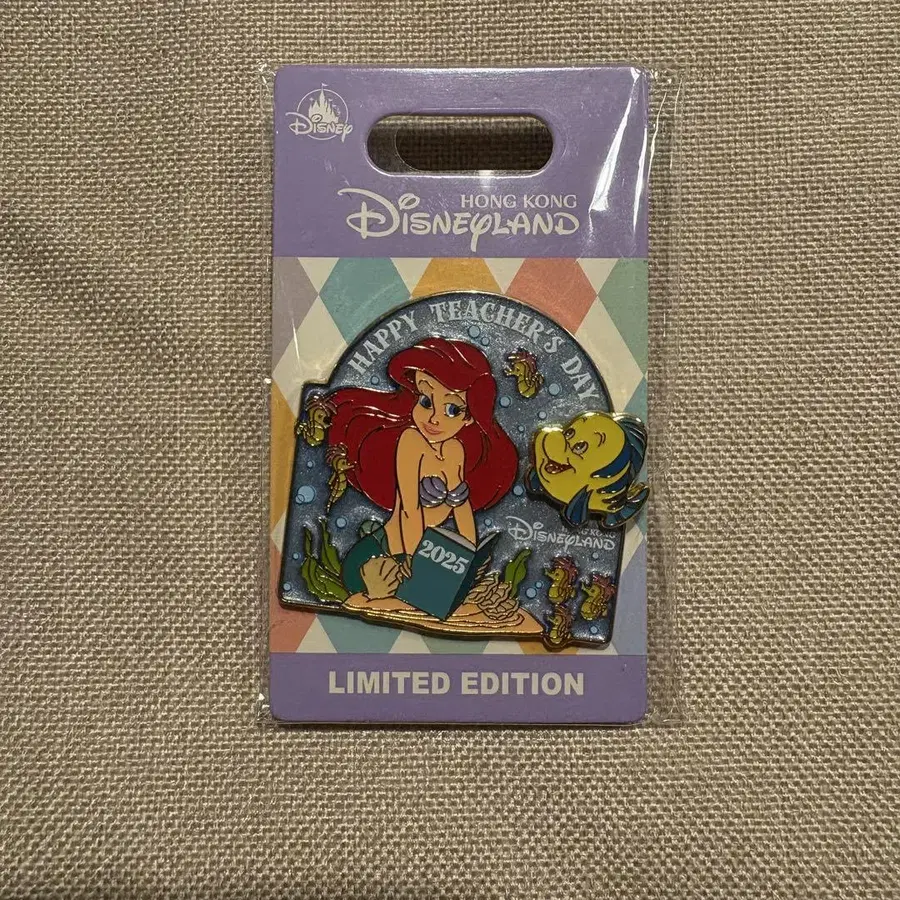 Disney
HONG KONG
Disneyland
HAPPY TEACHER'S DAY
2025
Disneyland
LIMITED EDITION